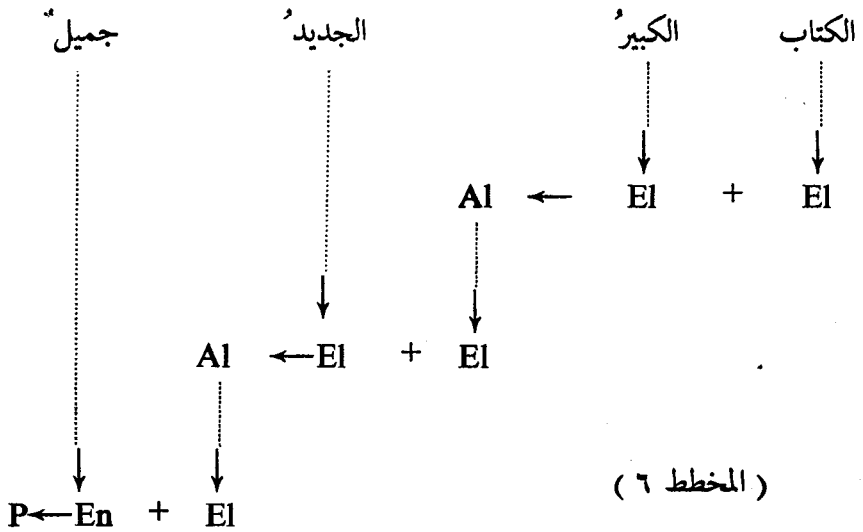 الكتاب الكبيرُ الجديدُ جميلٌ
El + El ← Al
El + El ← Al
El + En ← P
( المخطط ٦ )